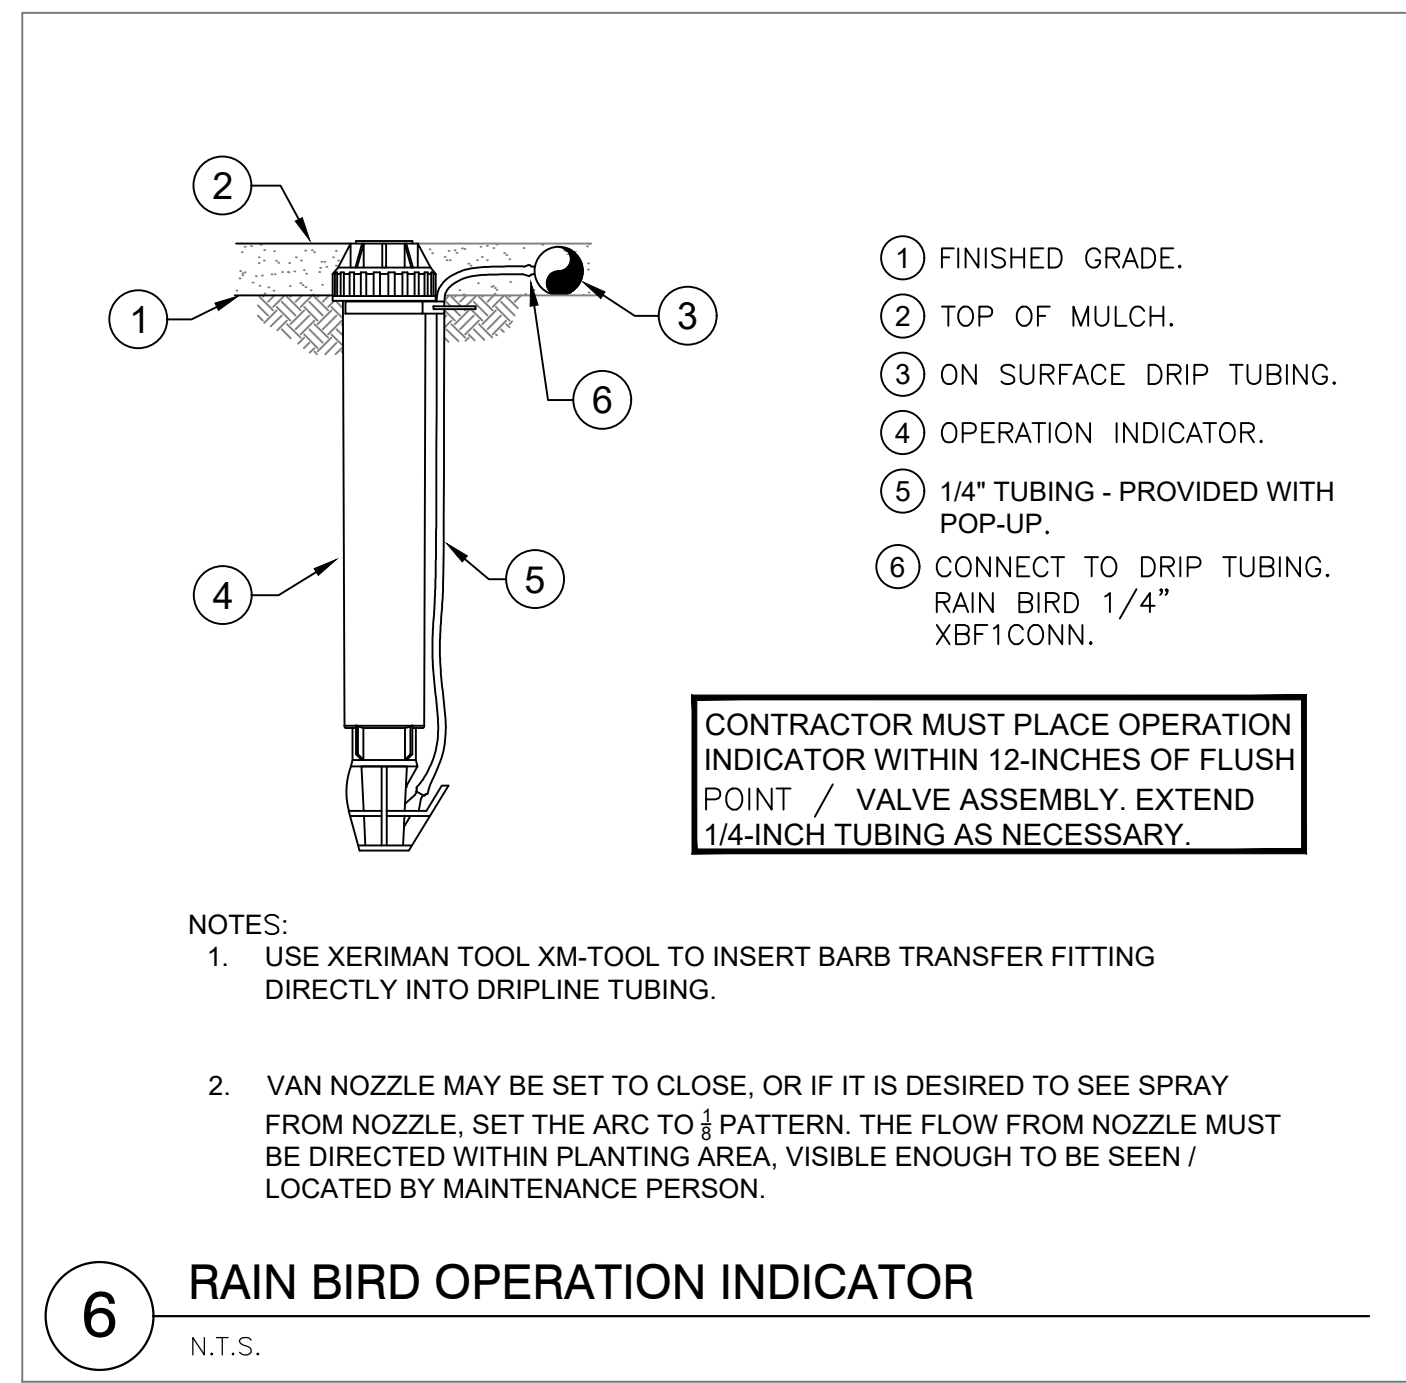 2
1
3
6
4
5
1 FINISHED GRADE.
2 TOP OF MULCH.
3 ON SURFACE DRIP TUBING.
4 OPERATION INDICATOR.
5 1/4" TUBING - PROVIDED WITH
POP-UP.
6 CONNECT TO DRIP TUBING.
RAIN BIRD 1/4”
XBF1CONN.
CONTRACTOR MUST PLACE OPERATION
INDICATOR WITHIN 12-INCHES OF FLUSH
POINT / VALVE ASSEMBLY. EXTEND
1/4-INCH TUBING AS NECESSARY.
NOTES:
1. USE XERIMAN TOOL XM-TOOL TO INSERT BARB TRANSFER FITTING
DIRECTLY INTO DRIPLINE TUBING.
2. VAN NOZZLE MAY BE SET TO CLOSE, OR IF IT IS DESIRED TO SEE SPRAY
FROM NOZZLE, SET THE ARC TO 1/8 PATTERN. THE FLOW FROM NOZZLE MUST
BE DIRECTED WITHIN PLANTING AREA, VISIBLE ENOUGH TO BE SEEN /
LOCATED BY MAINTENANCE PERSON.
6 RAIN BIRD OPERATION INDICATOR
N.T.S.